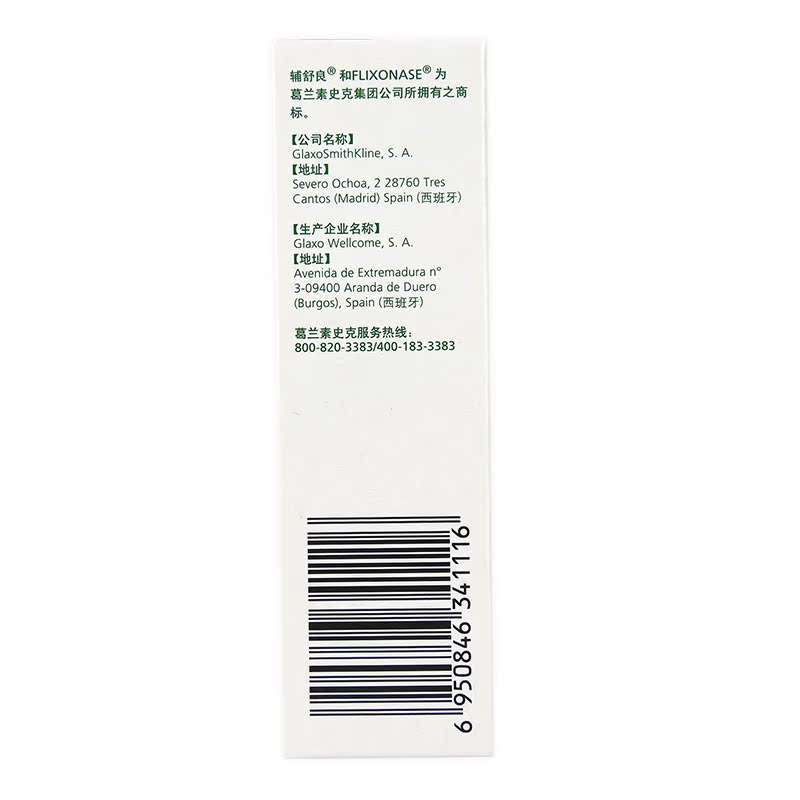 辅舒良® 和FLIXONASE® 为
葛兰素史克集团公司所拥有之商
标。
【公司名称】
GlaxoSmithKline, S. A.
【地址】
Severo Ochoa, 2 28760 Tres
Cantos (Madrid) Spain (西班牙)
【生产企业名称】
Glaxo Wellcome, S. A.
【地址】
Avenida de Extremadura n°
3-09400 Aranda de Duero
(Burgos), Spain (西班牙)
葛兰素史克服务热线：
800-820-3383/400-183-3383
6 950846 341116